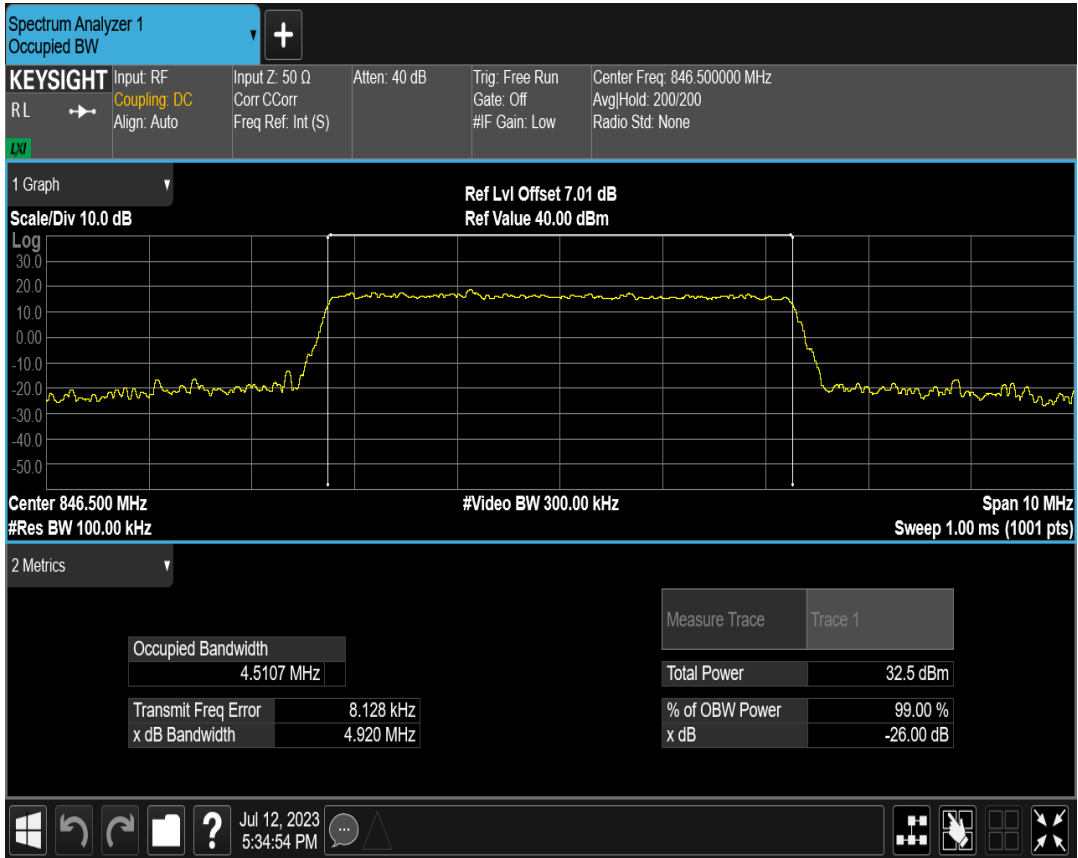 Spectrum Analyzer 1
Occupied BW
KEYSIGHT
RL
LXI
Input: RF
Coupling: DC
Align: Auto
Input Z: 50 Ω
Corr CCorr
Freq Ref: Int (S)
Atten: 40 dB
Trig: Free Run
Gate: Off
#IF Gain: Low
Center Freq: 846.500000 MHz
Avg|Hold: 200/200
Radio Std: None
1 Graph
Scale/Div 10.0 dB
Ref Lvl Offset 7.01 dB
Ref Value 40.00 dBm
Log
30.0
20.0
10.0
0.00
-10.0
-20.0
-30.0
-40.0
-50.0
Center 846.500 MHz
#Video BW 300.00 kHz
Span 10 MHz
#Res BW 100.00 kHz
Sweep 1.00 ms (1001 pts)
2 Metrics
Measure Trace Trace 1
Occupied Bandwidth
4.5107 MHz
Total Power 32.5 dBm
Transmit Freq Error 8.128 kHz
% of OBW Power 99.00 %
x dB Bandwidth 4.920 MHz
x dB -26.00 dB
?
Jul 12, 2023
5:34:54 PM